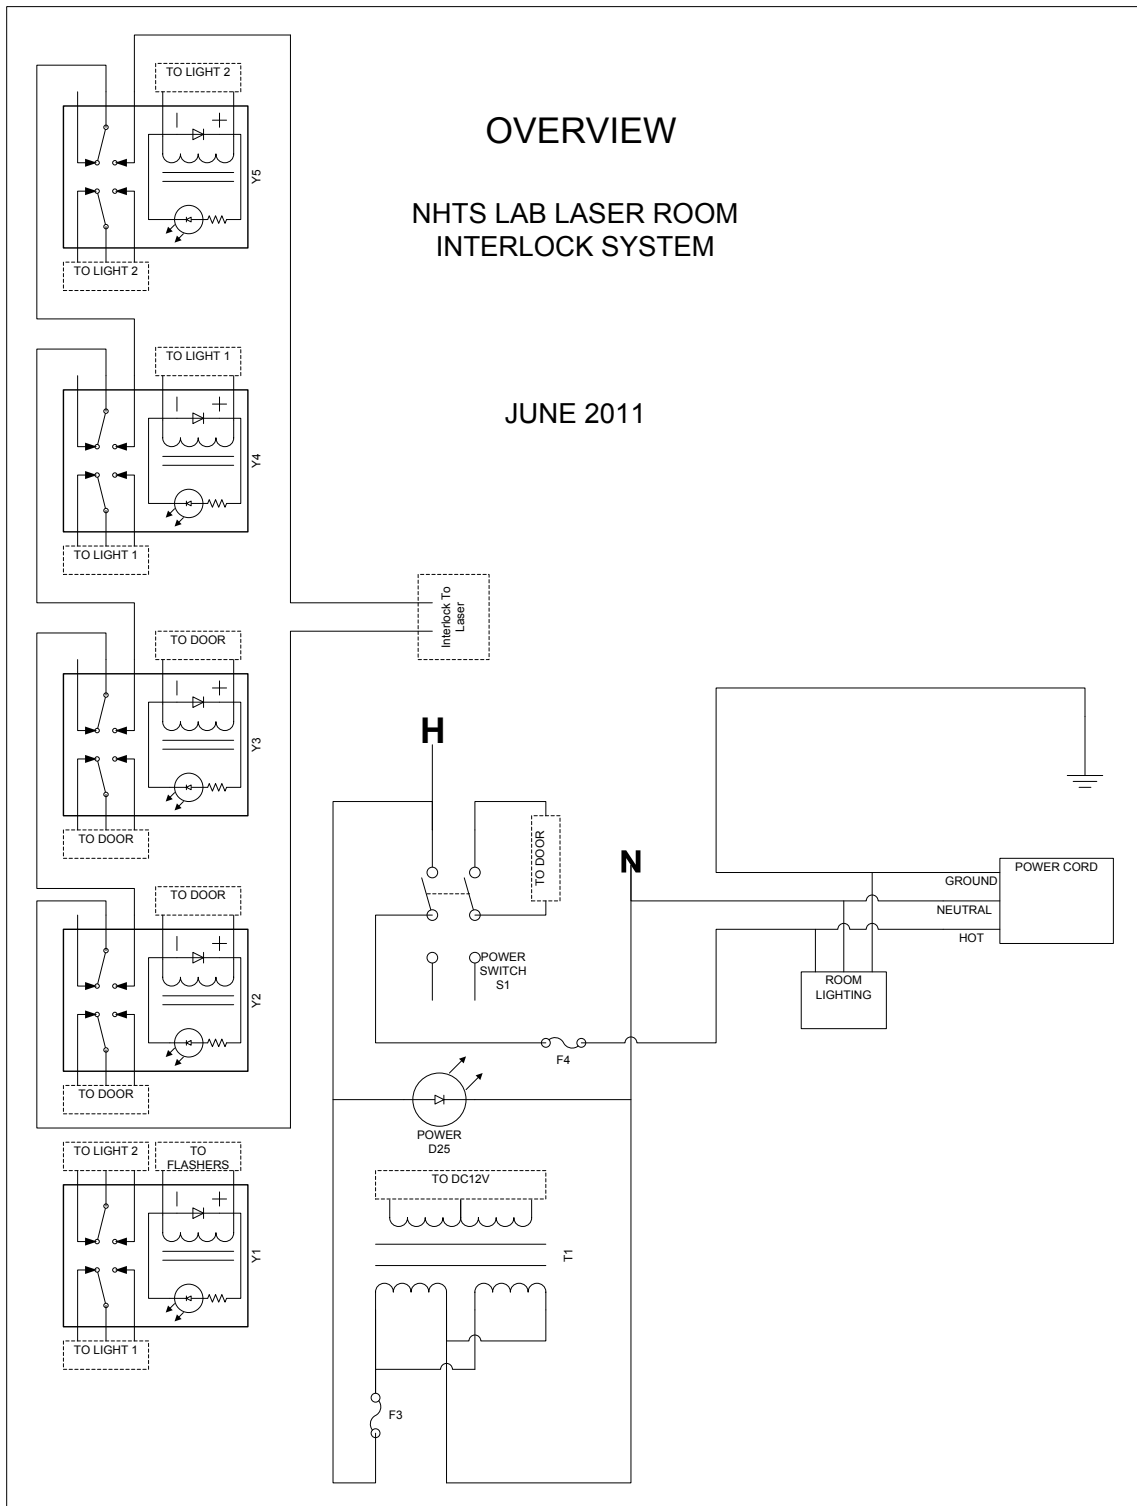 OVERVIEW
NHTS LAB LASER ROOM
INTERLOCK SYSTEM
JUNE 2011
TO LIGHT 2
Y5
TO LIGHT 2
TO LIGHT 1
Y4
TO LIGHT 1
Interlock To
Laser
TO DOOR
Y3
TO DOOR
TO DOOR
Y2
TO DOOR
TO LIGHT 2
TO
FLASHERS
Y1
TO LIGHT 1
H
TO DOOR
N
POWER CORD
GROUND
NEUTRAL
HOT
POWER
SWITCH
S1
ROOM
LIGHTING
F4
POWER
D25
TO DC12V
T1
F3